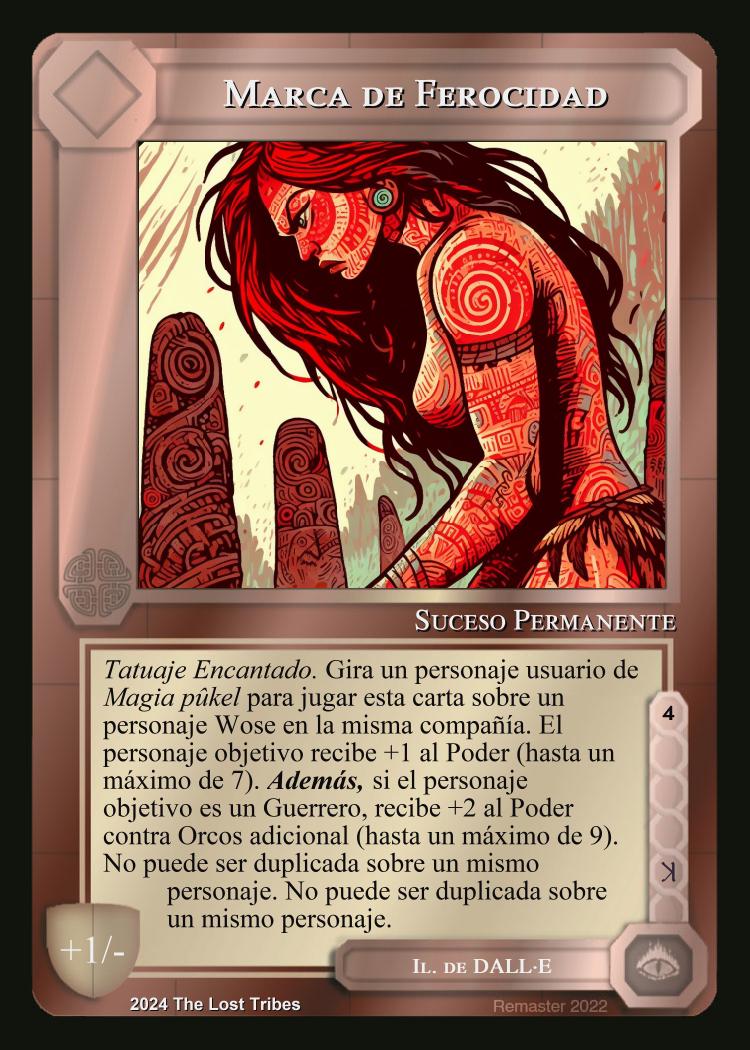 Marca de Ferocidad
Suceso Permanente
Tatuaje Encantado. Gira un personaje usuario de
Magia pûkel para jugar esta carta sobre un
personaje Wose en la misma compañía. El
personaje objetivo recibe +1 al Poder (hasta un
máximo de 7). Además, si el personaje
objetivo es un Guerrero, recibe +2 al Poder
contra Orcos adicional (hasta un máximo de 9).
No puede ser duplicada sobre un mismo
personaje. No puede ser duplicada sobre
un mismo personaje.
4
+1/-
Il. de DALL·E
2024 The Lost Tribes
Remaster 2022